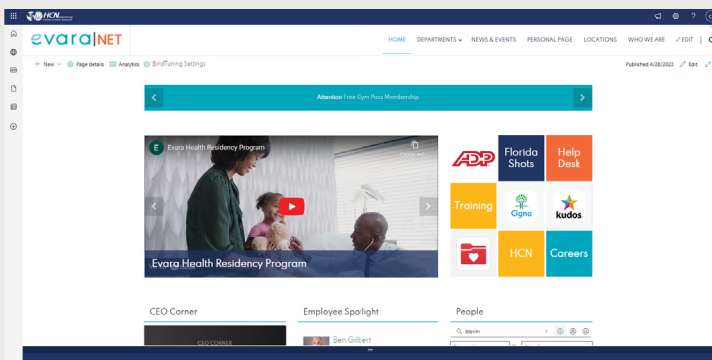 HCN
evara|NET
HOME DEPARTMENTS NEWS & EVENTS PERSONAL PAGE LOCATIONS WHO WE ARE EDIT
+ New Page details Analytics BindTuning Settings
Published 4/28/2023 Edit
Attention Free Gym Pass Membership
E Evara Health Residency Program
Evara Health Residency Program
ADP
Florida Shots
Help Desk
Training
Cigna
kudos
HCN
Careers
CEO Corner
Employee Spotlight
People
CEO CORNER
Ben Gilbert
blerim